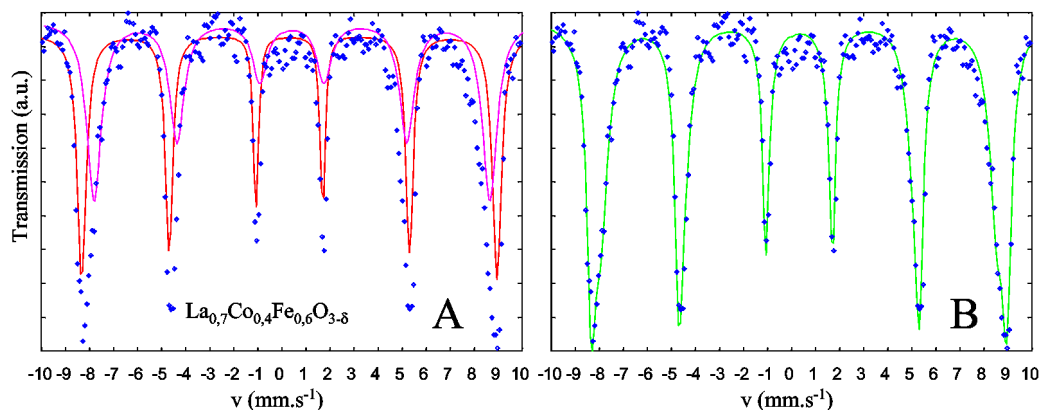 Transmission (a.u.)
La0,7Co0,4Fe0,6O3-δ
A
B
-10 -9 -8 -7 -6 -5 -4 -3 -2 -1 0 1 2 3 4 5 6 7 8 9 10
-10 -9 -8 -7 -6 -5 -4 -3 -2 -1 0 1 2 3 4 5 6 7 8 9 10
v (mm.s-1)
v (mm.s-1)